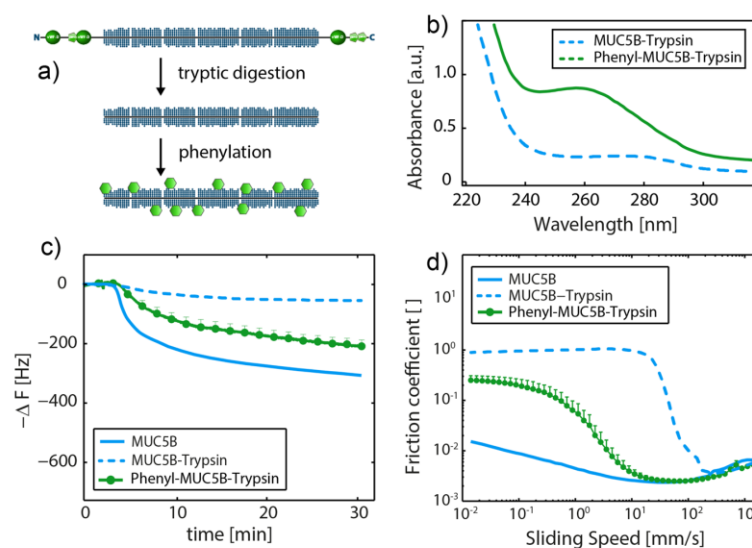 N
C
a)
tryptic digestion
phenylation
b)
MUC5B-Trypsin
Phenyl-MUC5B-Trypsin
Absorbance [a.u.]
1.0
0.5
0
220 240 260 280 300
Wavelength [nm]
c)
0
−200
−400
−600
−Δ F [Hz]
MUC5B
MUC5B-Trypsin
Phenyl-MUC5B-Trypsin
0 10 20 30
time [min]
d)
MUC5B
MUC5B−Trypsin
Phenyl-MUC5B-Trypsin
Friction coefficient [ ]
10¹
10⁰
10⁻¹
10⁻²
10⁻³
10⁻² 10⁻¹ 10⁰ 10¹ 10² 10³
Sliding Speed [mm/s]